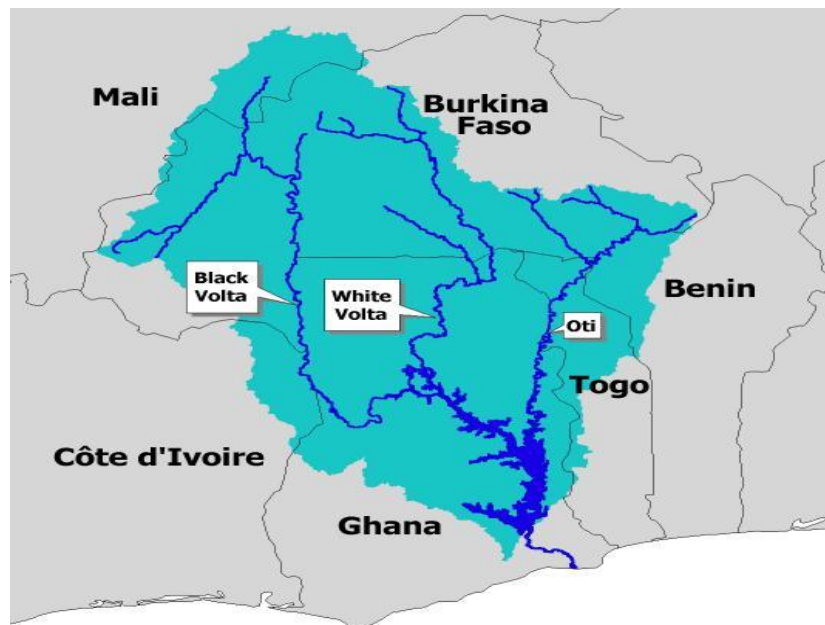 Mali
Burkina
Faso
Black
Volta
White
Volta
Benin
Oti
Togo
Côte d'Ivoire
Ghana